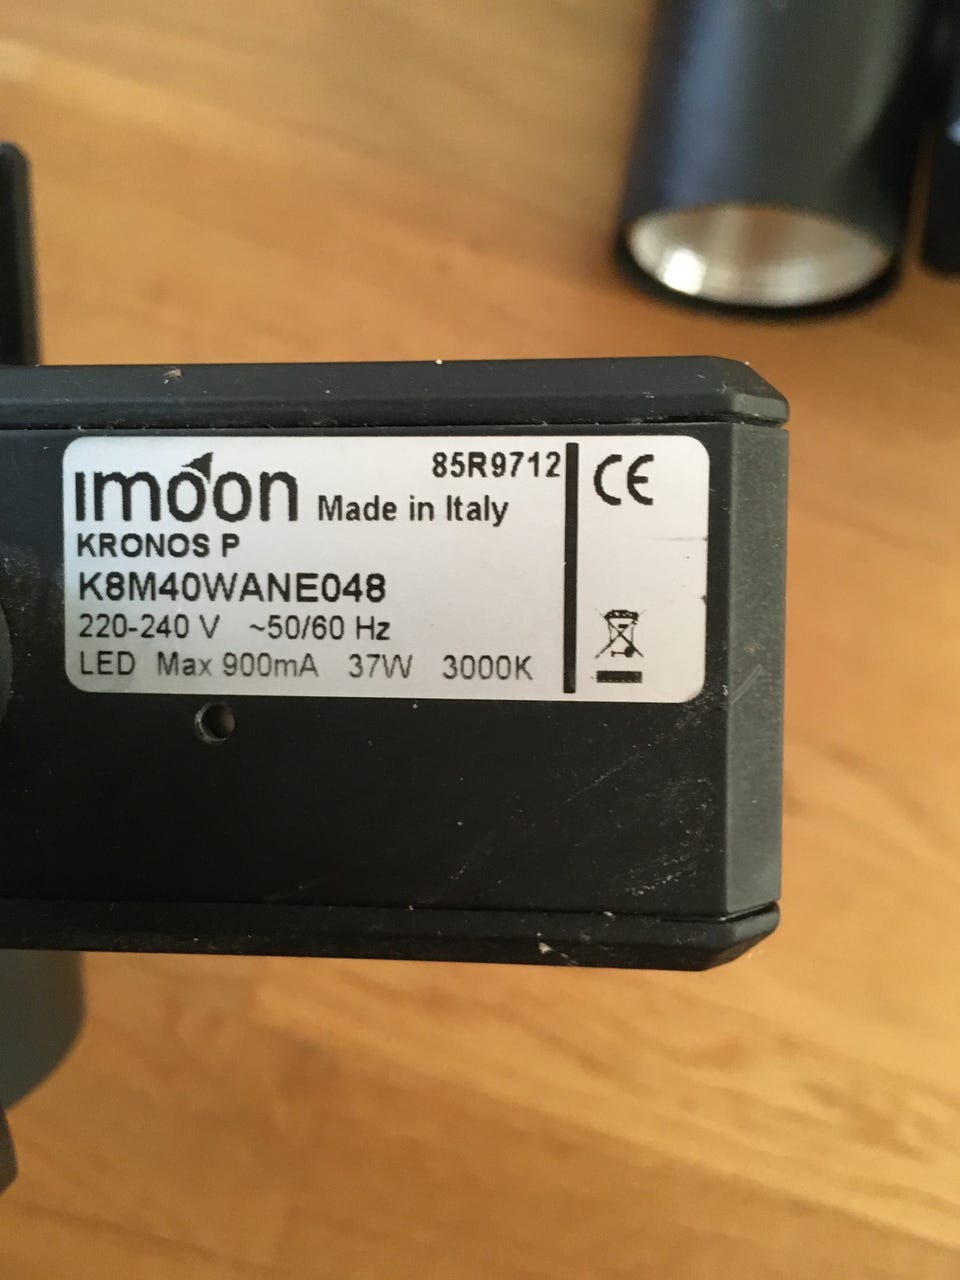 imoon
85R9712
Made in Italy
CE
KRONOS P
K8M40WANE048
220-240 V ~50/60 Hz
LED Max 900mA 37W 3000K